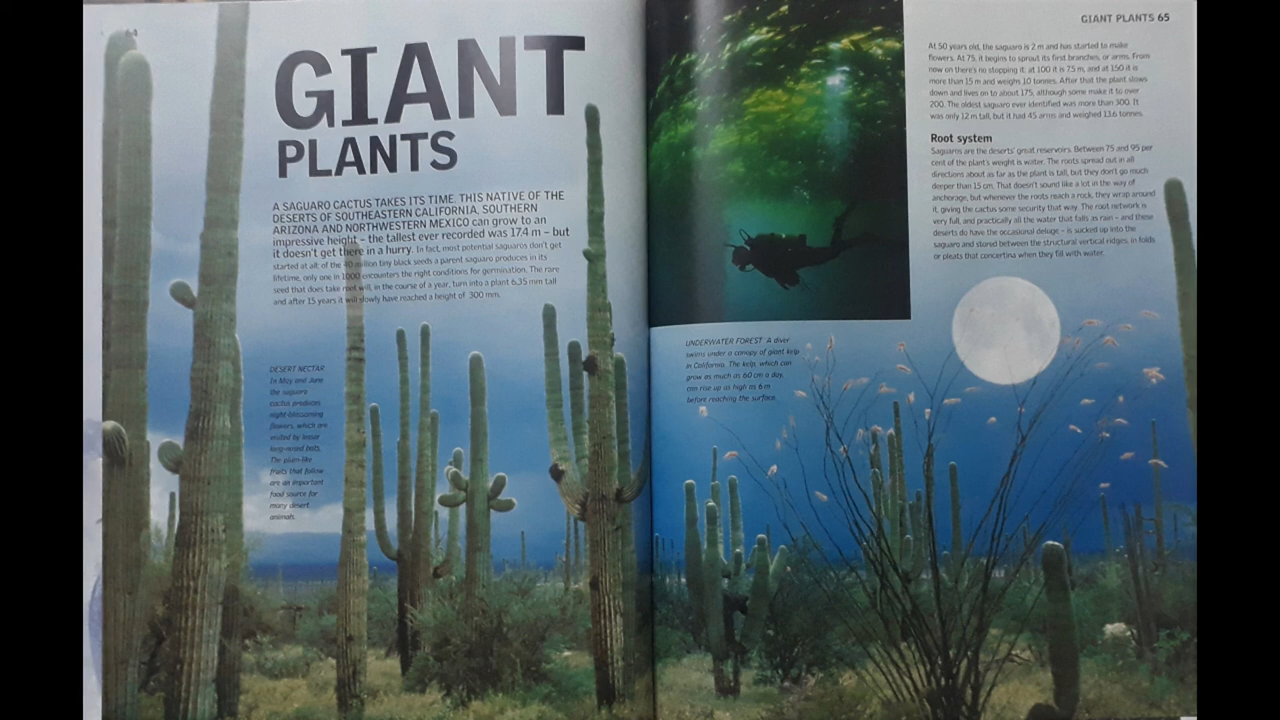 64
GIANT
PLANTS
A SAGUARO CACTUS TAKES ITS TIME. THIS NATIVE OF THE
DESERTS OF SOUTHEASTERN CALIFORNIA, SOUTHERN
ARIZONA AND NORTHWESTERN MEXICO can grow to an
impressive height – the tallest ever recorded was 17.4 m – but
it doesn't get there in a hurry. In fact, most potential saguaros don't get
started at all: of the 40 million tiny black seeds a parent saguaro produces in its
lifetime, only one in 1000 encounters the right conditions for germination. The rare
seed that does take root will, in the course of a year, turn into a plant 6.35 mm tall
and after 15 years it will slowly have reached a height of 300 mm.
DESERT NECTAR
In May and June
the saguaro
cactus produces
night-blossoming
flowers, which are
visited by lesser
long-nosed bats.
The plum-like
fruits that follow
are an important
food source for
many desert
animals.
GIANT PLANTS 65
At 50 years old, the saguaro is 2 m and has started to make
flowers. At 75, it begins to sprout its first branches, or arms. From
now on there's no stopping it: at 100 it is 7.5 m, and at 150 it is
more than 15 m and weighs 10 tonnes. After that the plant slows
down and lives on to about 175, although some make it to over
200. The oldest saguaro ever identified was more than 300. It
was only 12 m tall, but it had 45 arms and weighed 13.6 tonnes.
Root system
Saguaros are the deserts' great reservoirs. Between 75 and 95 per
cent of the plant's weight is water. The roots spread out in all
directions about as far as the plant is tall, but they don't go much
deeper than 15 cm. That doesn't sound like a lot in the way of
anchorage, but whenever the roots reach a rock, they wrap around
it, giving the cactus some security that way. The root network is
very full, and practically all the water that falls as rain – and these
deserts do have the occasional deluge – is sucked up into the
saguaro and stored between the structural vertical ridges, in folds
or pleats that concertina when they fill with water.
UNDERWATER FOREST A diver
swims under a canopy of giant kelp
in California. The kelp, which can
grow as much as 60 cm a day,
can rise up as high as 6 m
before reaching the surface.